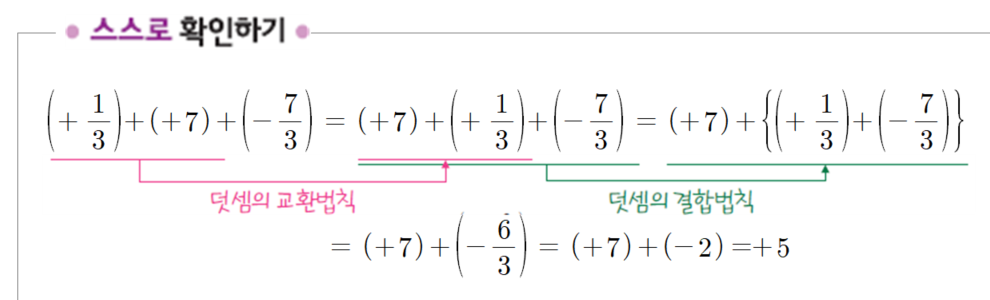 스스로 확인하기
(+ 1/3)+(+7)+(− 7/3) = (+7)+(+ 1/3)+(− 7/3) = (+7)+{(+ 1/3)+(− 7/3)}
덧셈의 교환법칙 덧셈의 결합법칙
= (+7)+(− 6/3) = (+7)+(−2)=+5